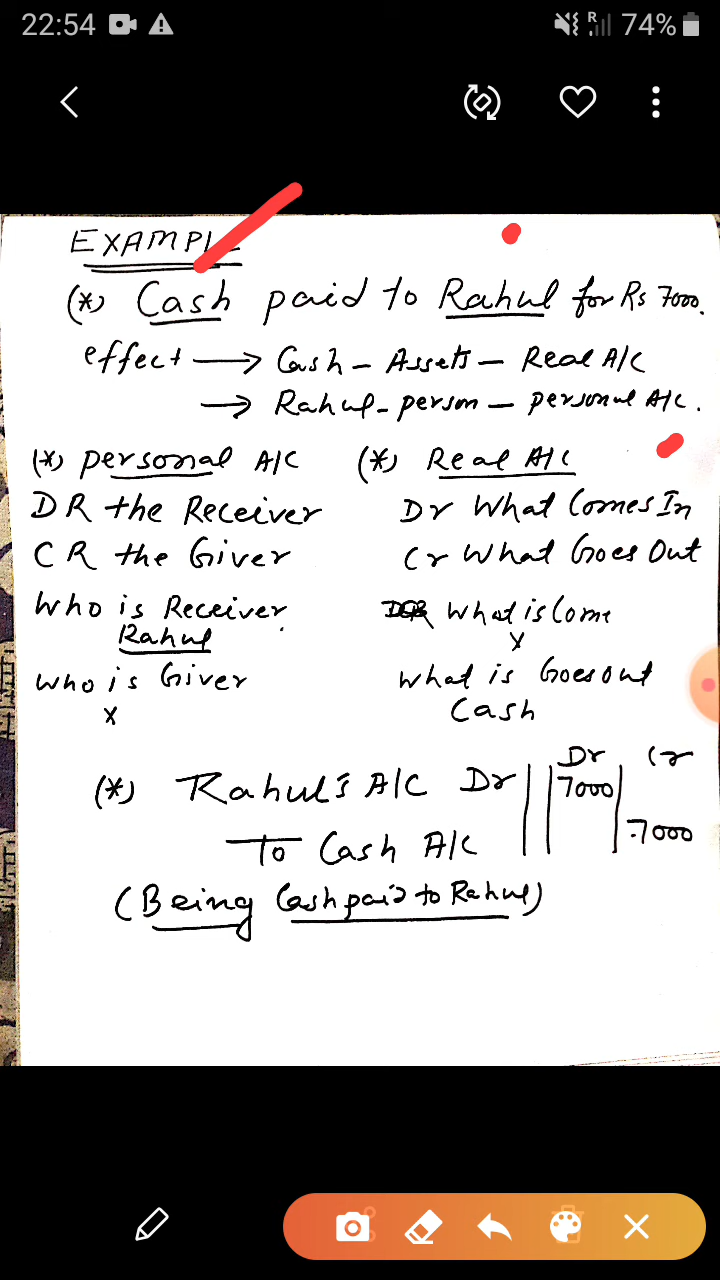 22:54
R
74%
EXAMPL
(*) Cash paid to Rahul for Rs 7000.
effect → Cash – Assets – Real A/c
→ Rahul – person – personal A/c.
(*) personal A/C (*) Real A/C
DR the Receiver Dr What Comes In
CR the Giver Cr What Goes Out
Who is Receiver What is Come
Rahul X
Who is Giver What is Goes out
X Cash
Dr Cr
(*) Rahul's A/C Dr 7000
To Cash A/C 7000
(Being Cash paid to Rahul)